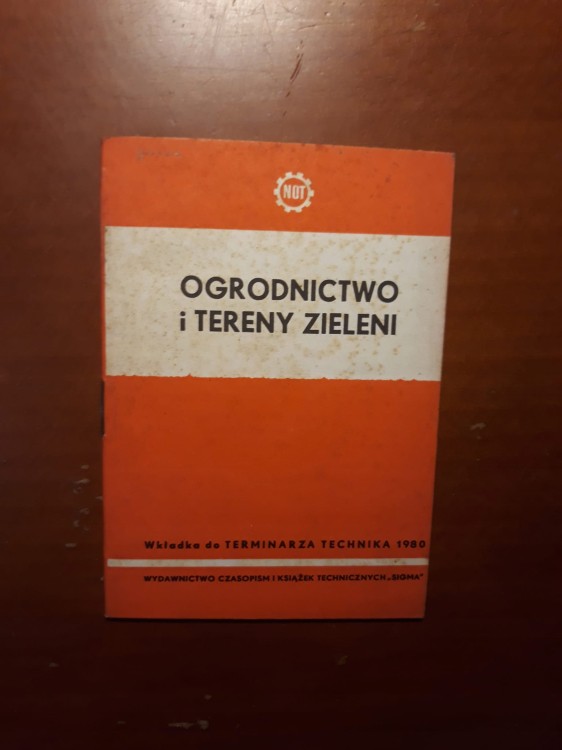 NOT
OGRODNICTWO
i TERENY ZIELENI
Wkładka do TERMINARZA TECHNIKA 1980
WYDAWNICTWO CZASOPISM I KSIĄŻEK TECHNICZNYCH „SIGMA"